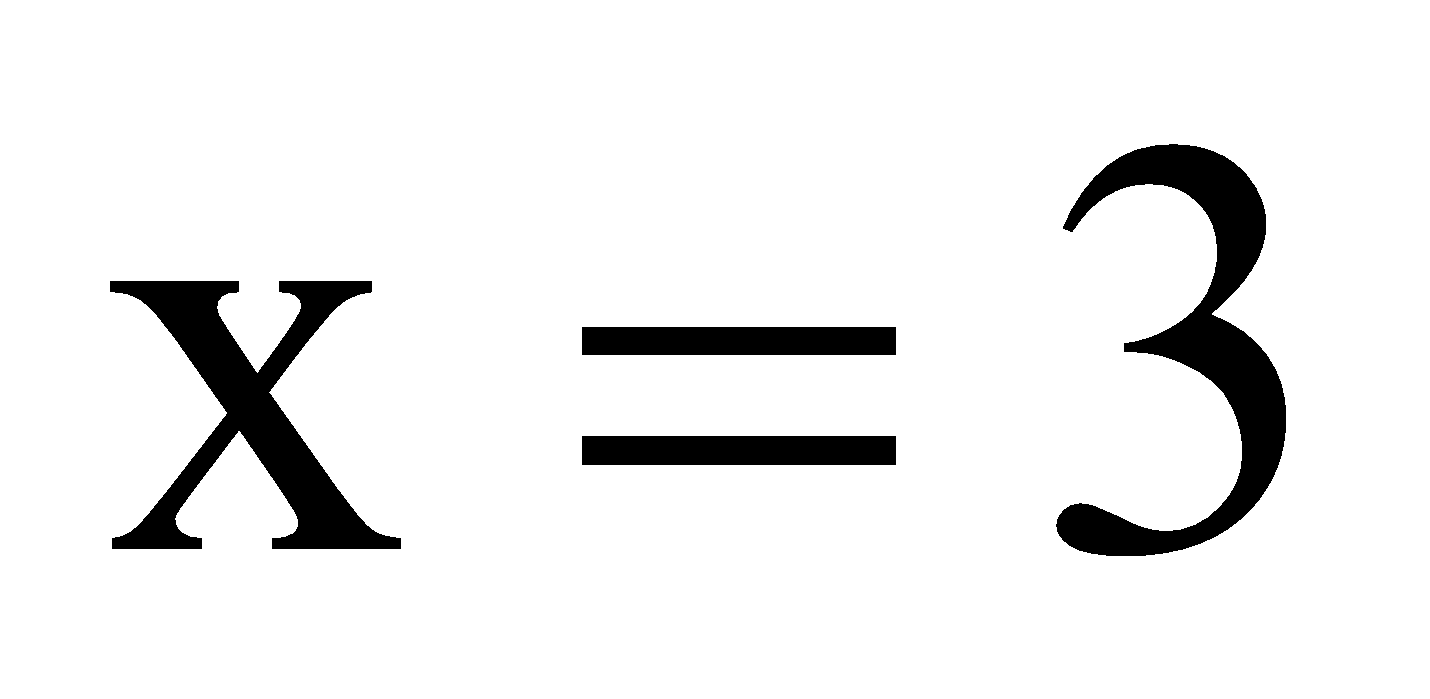 x = 3